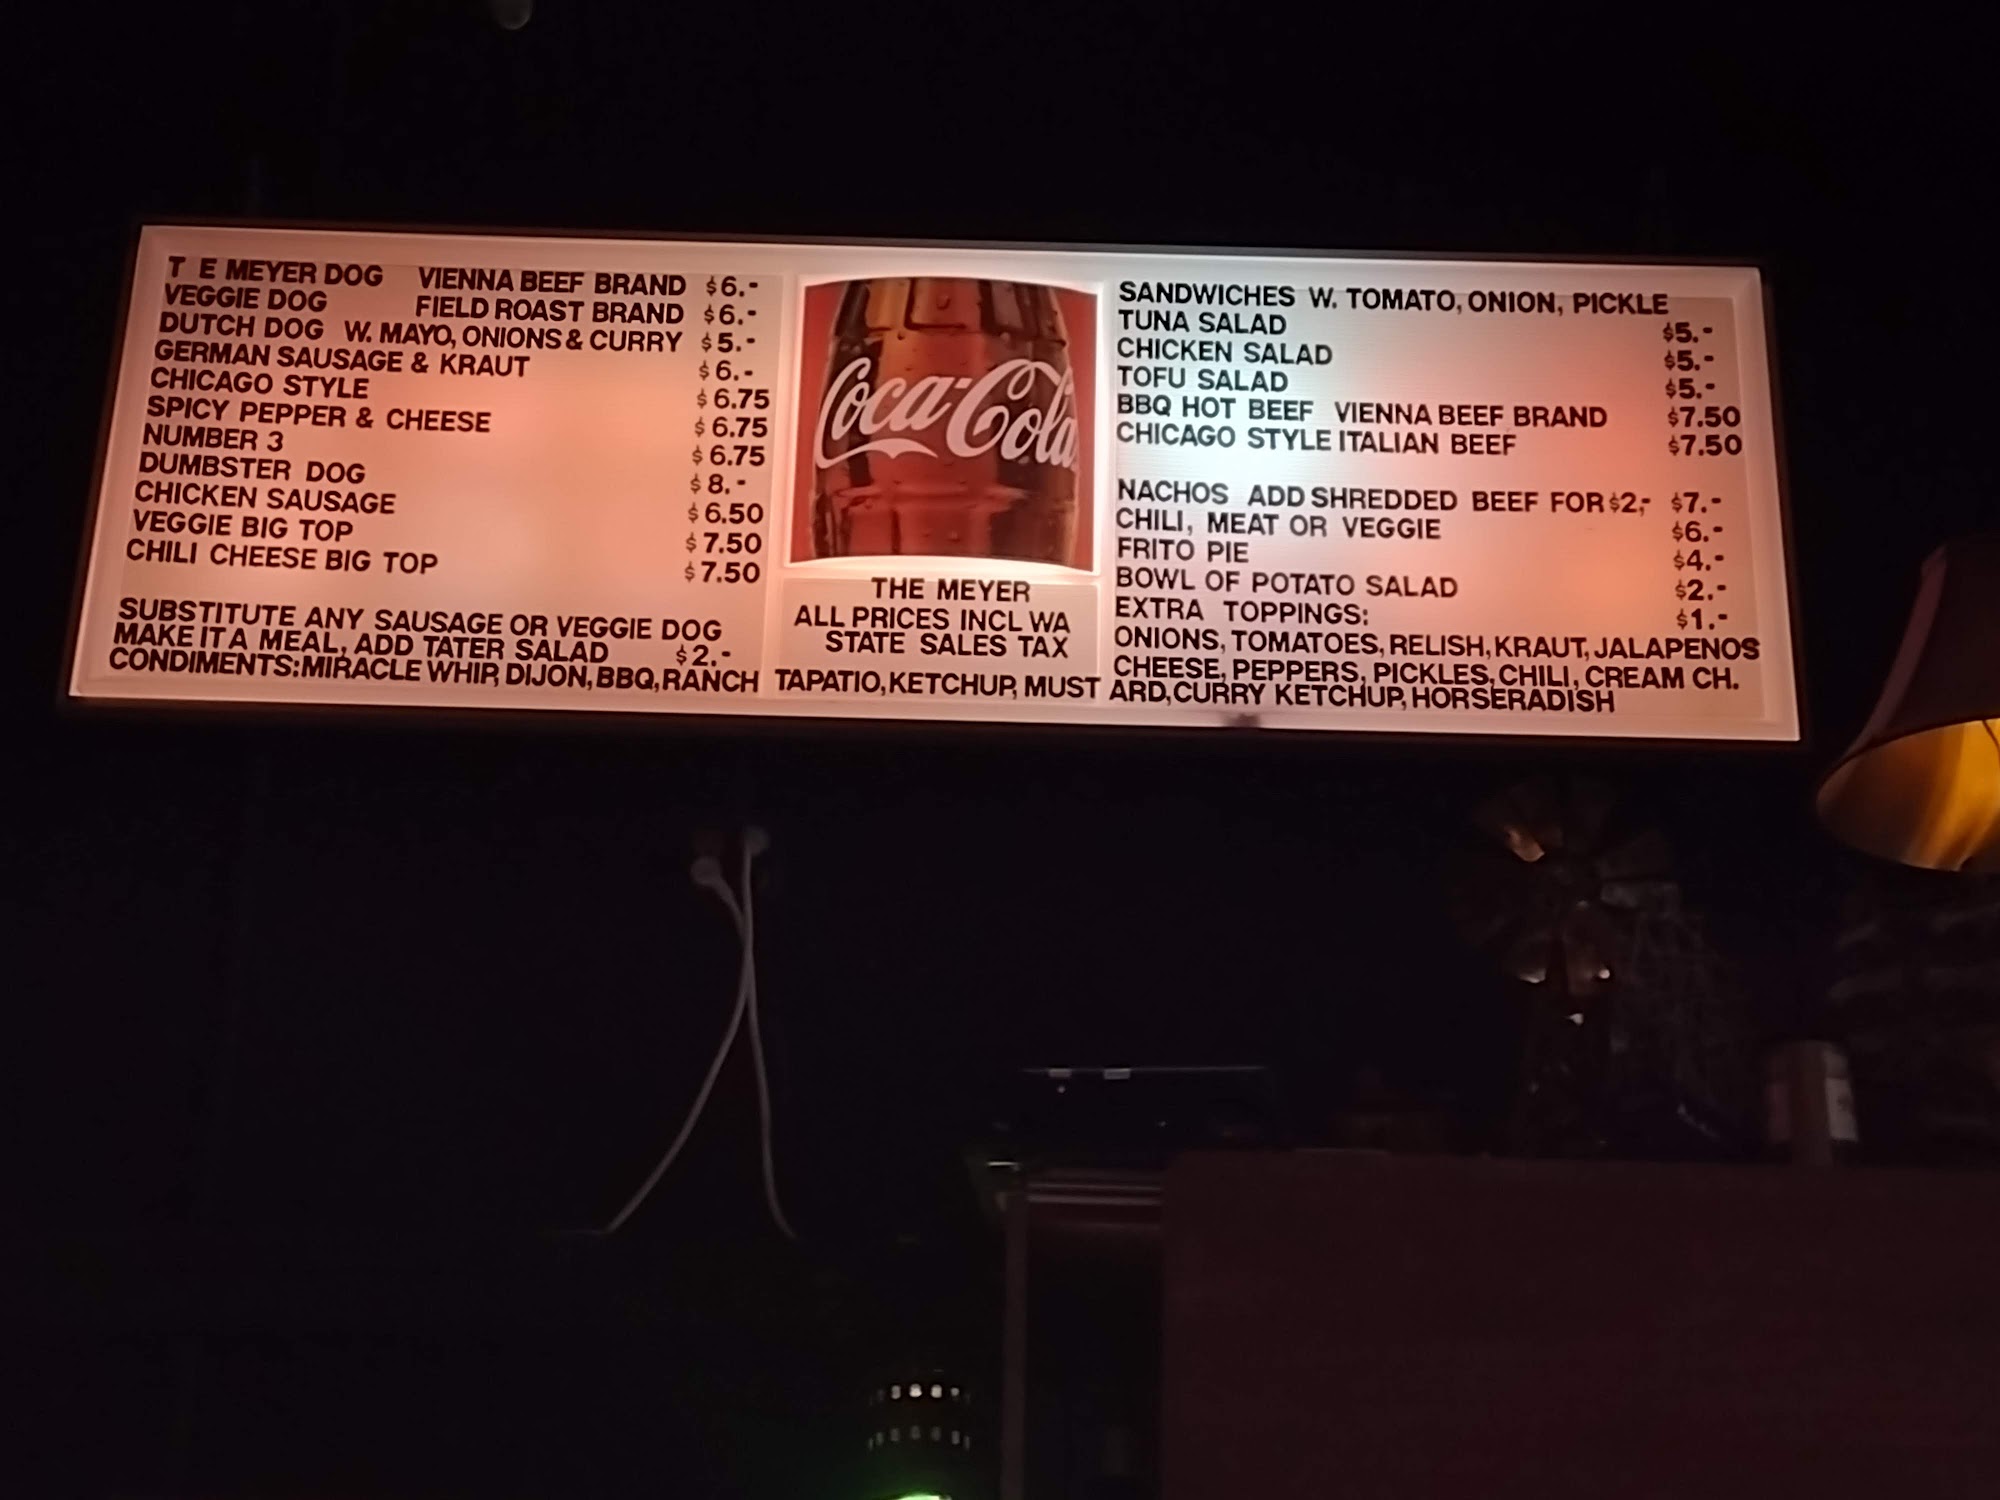 T E MEYER DOG VIENNA BEEF BRAND $6.-
VEGGIE DOG FIELD ROAST BRAND $6.-
DUTCH DOG W. MAYO, ONIONS & CURRY $5.-
GERMAN SAUSAGE & KRAUT $6.-
CHICAGO STYLE $6.75
SPICY PEPPER & CHEESE $6.75
NUMBER 3 $6.75
DUMBSTER DOG $8.-
CHICKEN SAUSAGE $6.50
VEGGIE BIG TOP $7.50
CHILI CHEESE BIG TOP $7.50
SUBSTITUTE ANY SAUSAGE OR VEGGIE DOG
MAKE IT A MEAL, ADD TATER SALAD $2.-
Coca-Cola
THE MEYER
ALL PRICES INCL WA
STATE SALES TAX
SANDWICHES W. TOMATO, ONION, PICKLE
TUNA SALAD $5.-
CHICKEN SALAD $5.-
TOFU SALAD $5.-
BBQ HOT BEEF VIENNA BEEF BRAND $7.50
CHICAGO STYLE ITALIAN BEEF $7.50
NACHOS ADD SHREDDED BEEF FOR $2,- $7.-
CHILI, MEAT OR VEGGIE $6.-
FRITO PIE $4.-
BOWL OF POTATO SALAD $2.-
EXTRA TOPPINGS: $1.-
ONIONS, TOMATOES, RELISH, KRAUT, JALAPENOS
CHEESE, PEPPERS, PICKLES, CHILI, CREAM CH.
CONDIMENTS: MIRACLE WHIP, DIJON, BBQ, RANCH TAPATIO, KETCHUP, MUST ARD, CURRY KETCHUP, HORSERADISH